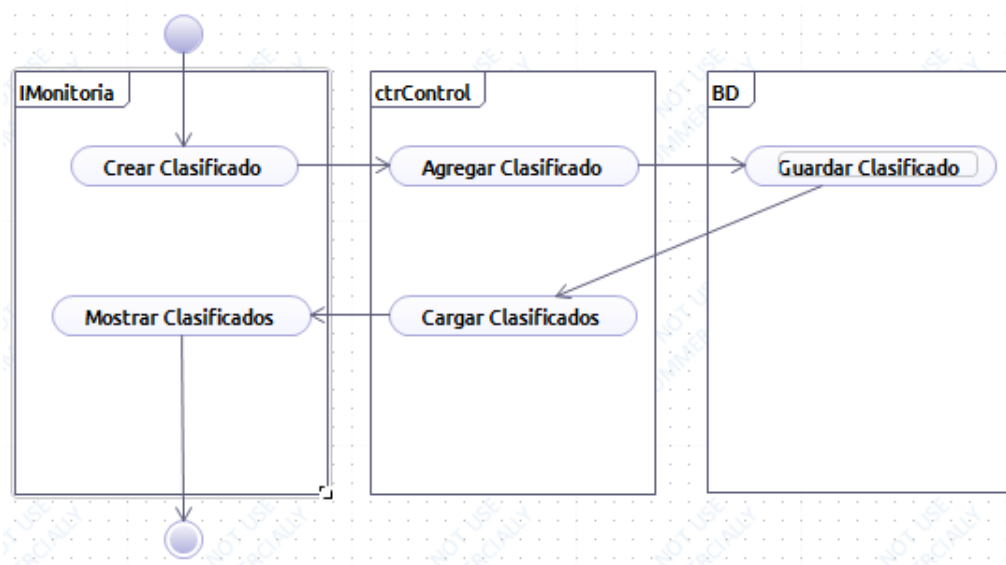 IMonitoria
ctrControl
BD
Crear Clasificado
Agregar Clasificado
Guardar Clasificado
Mostrar Clasificados
Cargar Clasificados